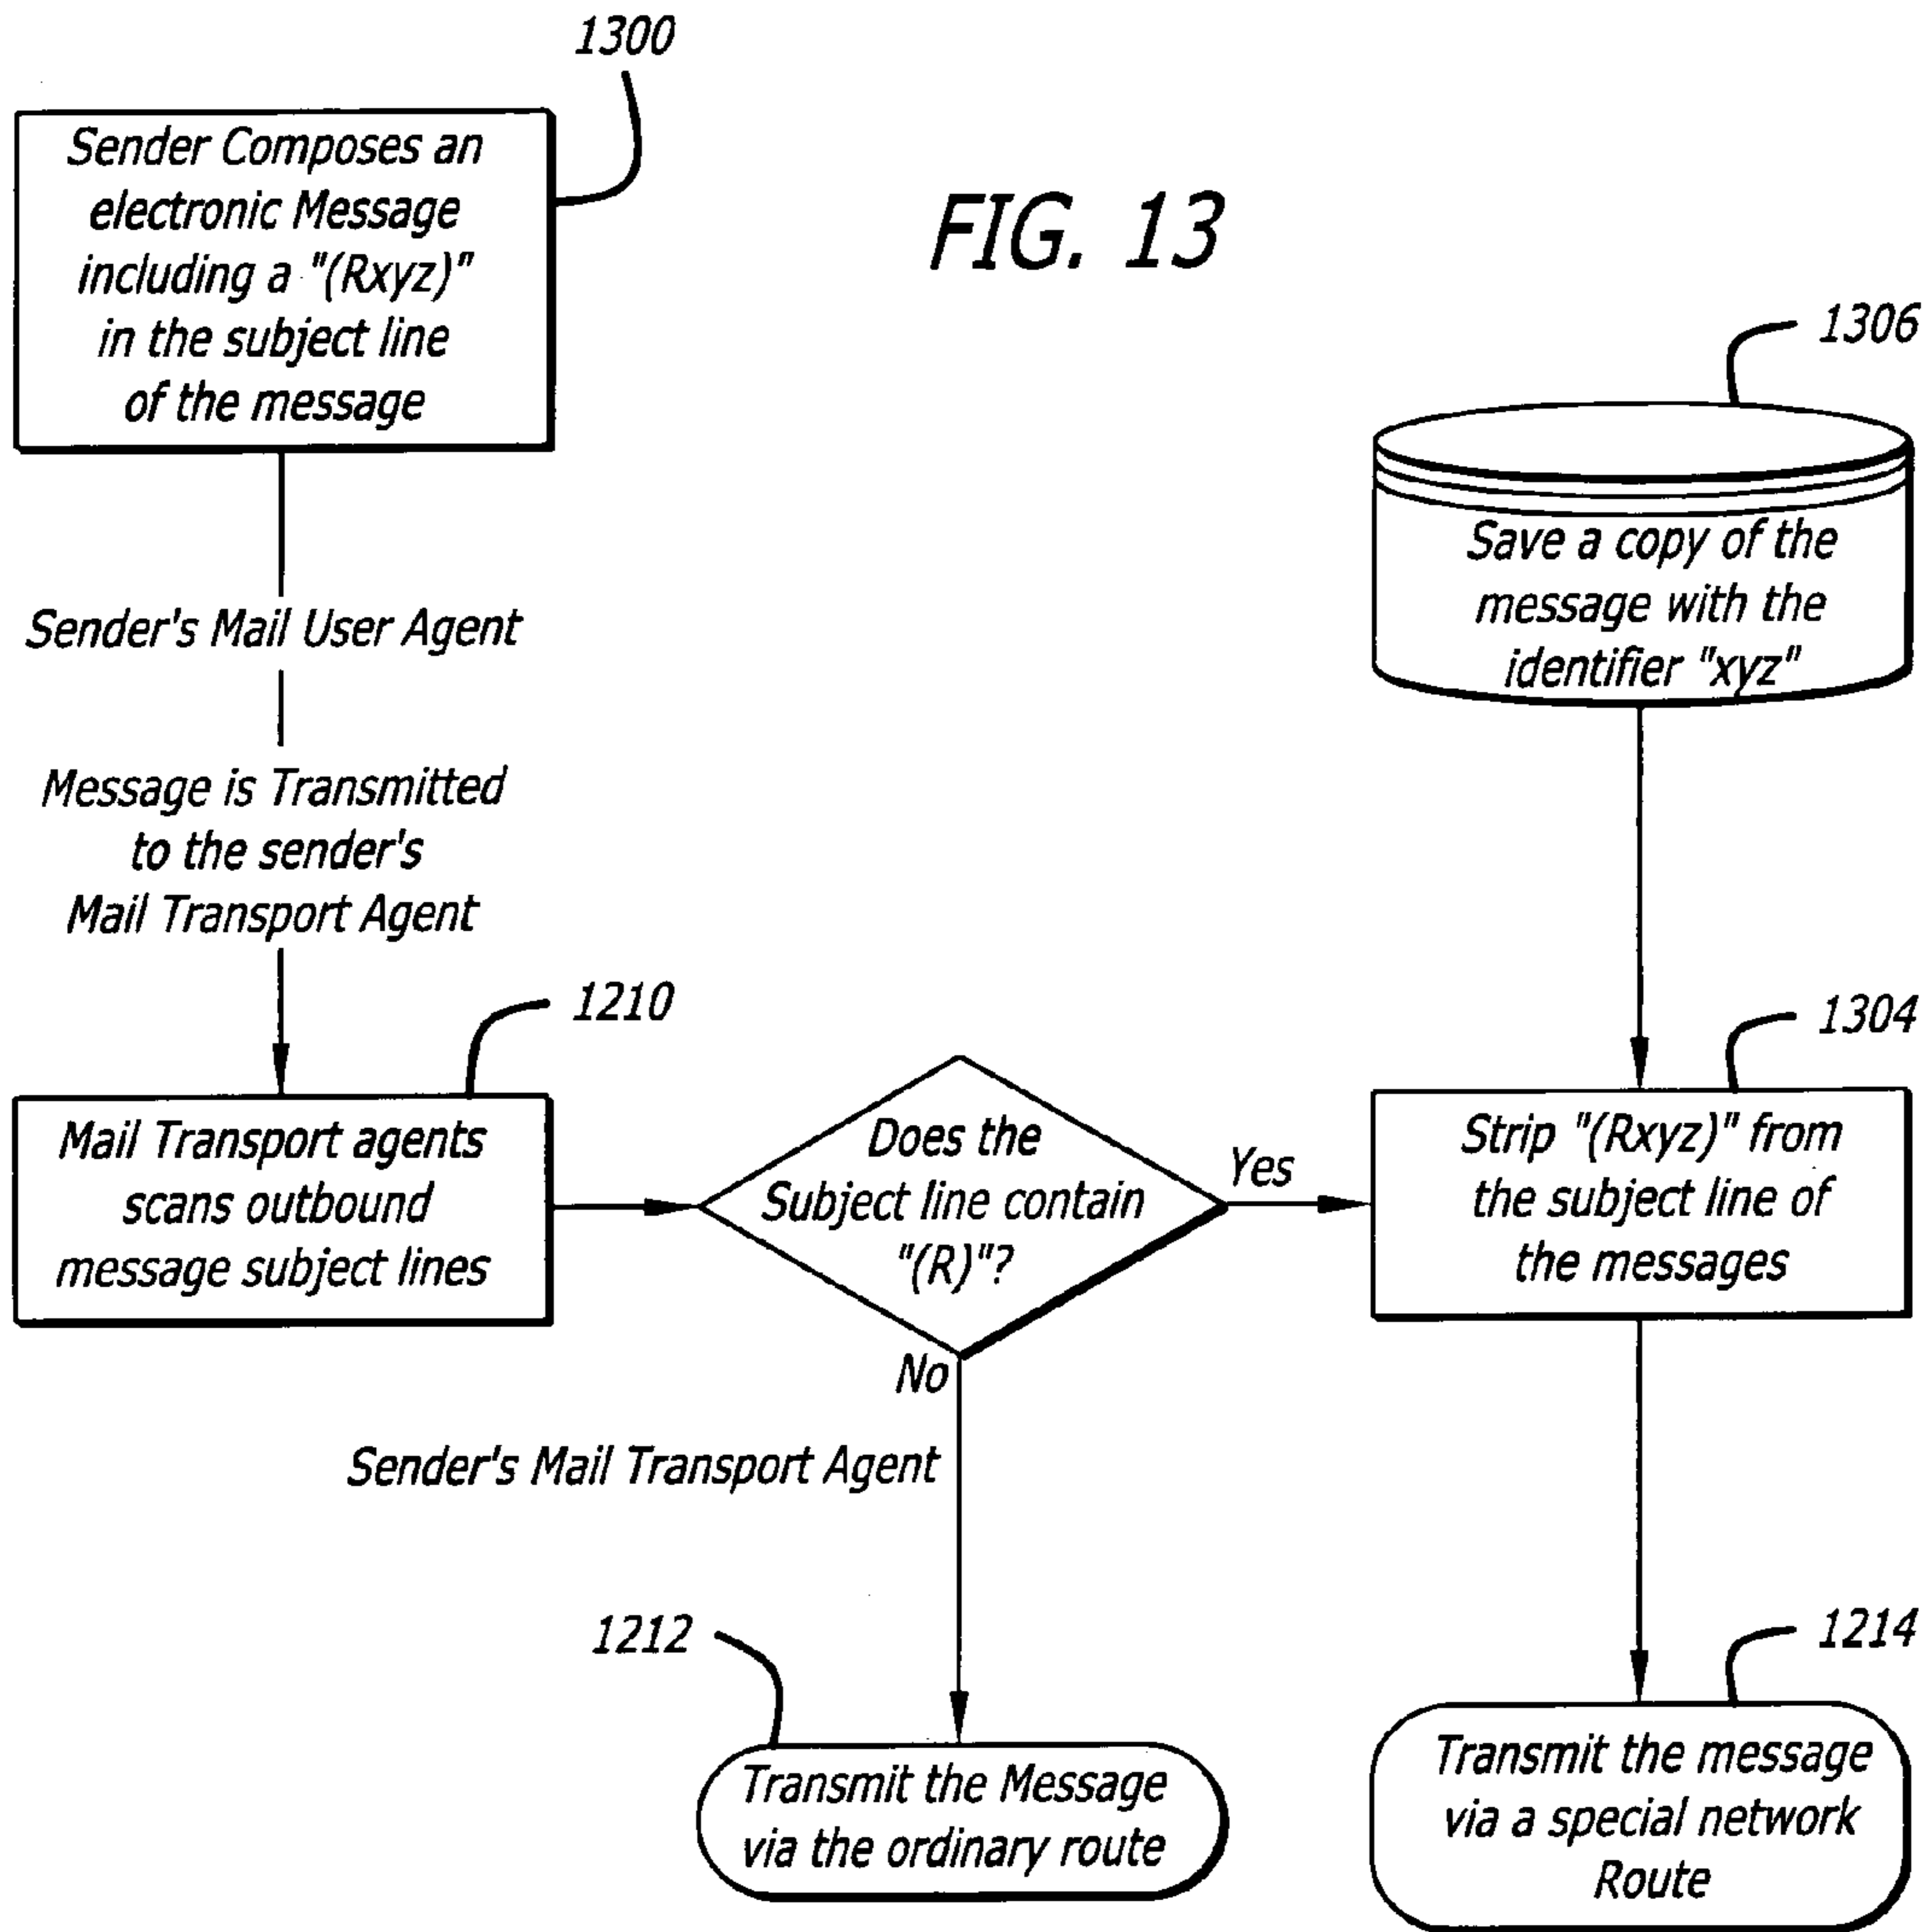 1300
Sender Composes an
electronic Message
including a "(Rxyz)"
in the subject line
of the message
FIG. 13
1306
Save a copy of the
message with the
identifier "xyz"
Sender's Mail User Agent
Message is Transmitted
to the sender's
Mail Transport Agent
1210
Mail Transport agents
scans outbound
message subject lines
Does the
Subject line contain
"(R)"?
Yes
No
1304
Strip "(Rxyz)" from
the subject line of
the messages
Sender's Mail Transport Agent
1212
Transmit the Message
via the ordinary route
1214
Transmit the message
via a special network
Route